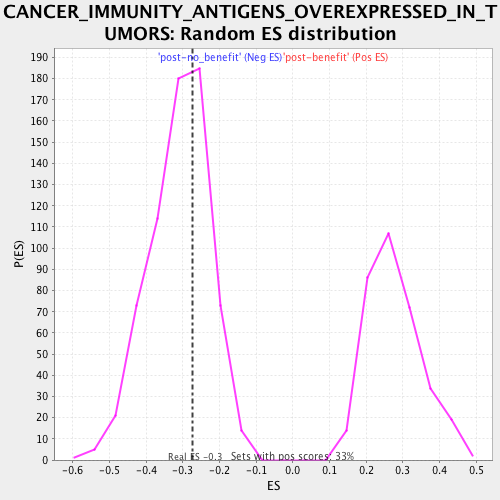 CANCER_IMMUNITY_ANTIGENS_OVEREXPRESSED_IN_T
UMORS: Random ES distribution
'post-no_benefit' (Neg ES)'post-benefit' (Pos ES)
190
180
170
160
150
140
130
120
110
100
90
80
70
60
50
40
30
20
10
0
P(ES)
Real ES -0.3 Sets with pos scores: 33%
-0.6 -0.5 -0.4 -0.3 -0.2 -0.1 0.0 0.1 0.2 0.3 0.4 0.5
ES